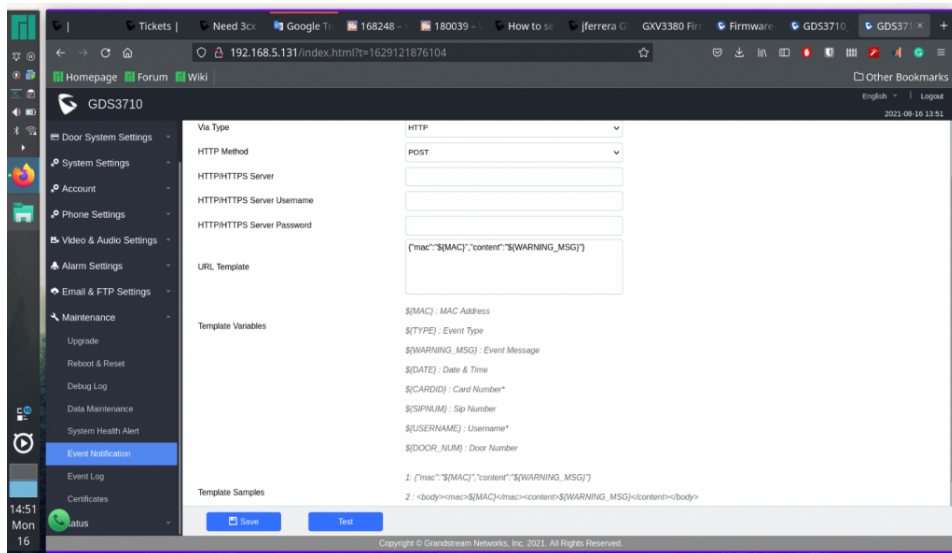 Tickets |
Need 3cx
Google Tr
168248 –
180039 –
How to se
jferrera G
GXV3380 Fir
Firmware
GDS3710
GDS371 ×
192.168.5.131/index.html?t=1629121876104
Homepage Forum Wiki
Other Bookmarks
GDS3710
English | Logout
2021-08-16 13:51
Door System Settings
System Settings
Account
Phone Settings
Video & Audio Settings
Alarm Settings
Email & FTP Settings
Maintenance
Upgrade
Reboot & Reset
Debug Log
Data Maintenance
System Health Alert
Event Notification
Event Log
Certificates
atus
Via Type HTTP
HTTP Method POST
HTTP/HTTPS Server
HTTP/HTTPS Server Username
HTTP/HTTPS Server Password
URL Template {"mac":"${MAC}","content":"${WARNING_MSG}"}
Template Variables
${MAC} : MAC Address
${TYPE} : Event Type
${WARNING_MSG} : Event Message
${DATE} : Date & Time
${CARDID} : Card Number*
${SIPNUM} : Sip Number
${USERNAME} : Username*
${DOOR_NUM} : Door Number
Template Samples
1: {"mac":"${MAC}","content":"${WARNING_MSG}"}
2 : <body><mac>${MAC}</mac><content>${WARNING_MSG}</content></body>
Save Test
Copyright © Grandstream Networks, Inc. 2021. All Rights Reserved.
14:51
Mon
16